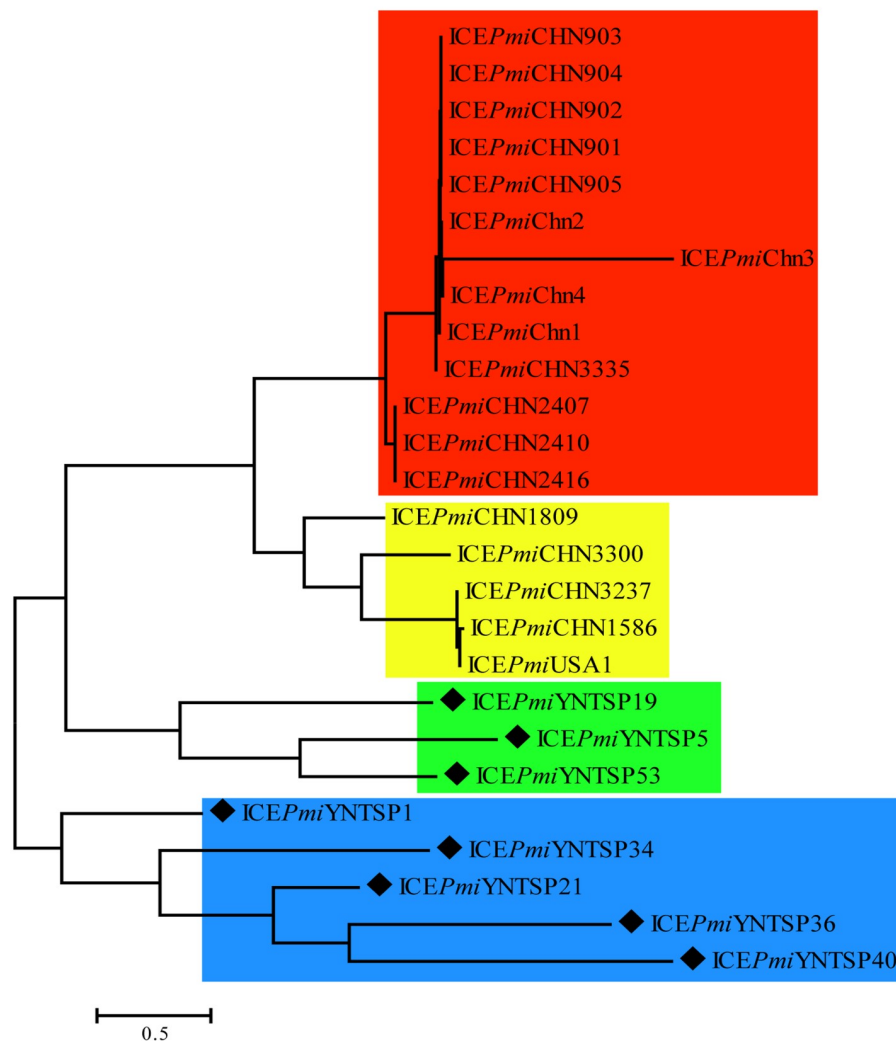 ICEPmiCHN903
ICEPmiCHN904
ICEPmiCHN902
ICEPmiCHN901
ICEPmiCHN905
ICEPmiChn2
ICEPmiChn3
ICEPmiChn4
ICEPmiChn1
ICEPmiCHN3335
ICEPmiCHN2407
ICEPmiCHN2410
ICEPmiCHN2416
ICEPmiCHN1809
ICEPmiCHN3300
ICEPmiCHN3237
ICEPmiCHN1586
ICEPmiUSA1
ICEPmiYNTSP19
ICEPmiYNTSP5
ICEPmiYNTSP53
ICEPmiYNTSP1
ICEPmiYNTSP34
ICEPmiYNTSP21
ICEPmiYNTSP36
ICEPmiYNTSP40
0.5